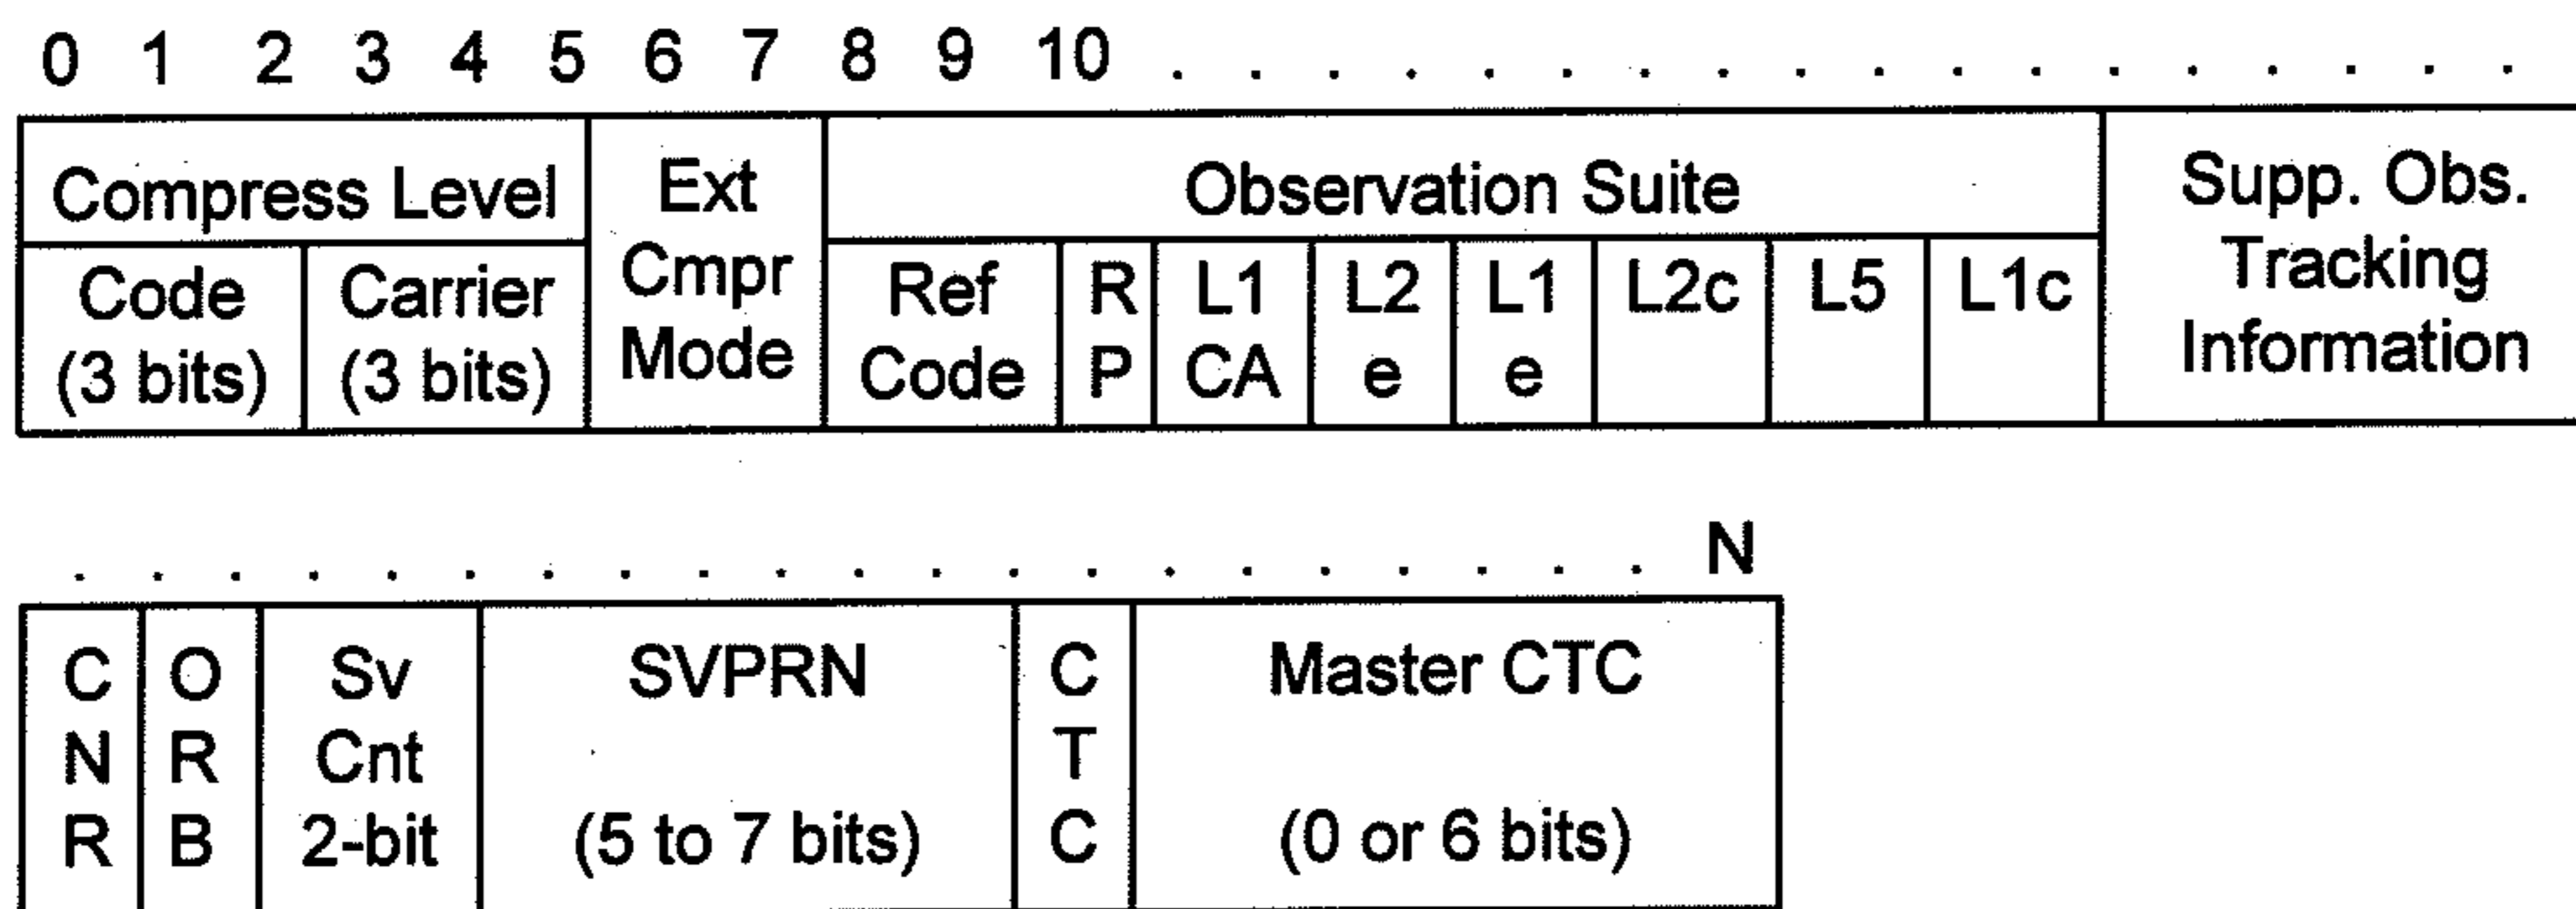 0 1 2 3 4 5 6 7 8 9 10 . . . . . . . . . . . . . . . . . .
Compress Level
Code
(3 bits)
Carrier
(3 bits)
Ext
Cmpr
Mode
Observation Suite
Ref
Code
R
P
L1
CA
L2
e
L1
e
L2c
L5
L1c
Supp. Obs.
Tracking
Information
. . . . . . . . . . . . . . . . . . . . . N
C
N
R
O
R
B
Sv
Cnt
2-bit
SVPRN
(5 to 7 bits)
C
T
C
Master CTC
(0 or 6 bits)